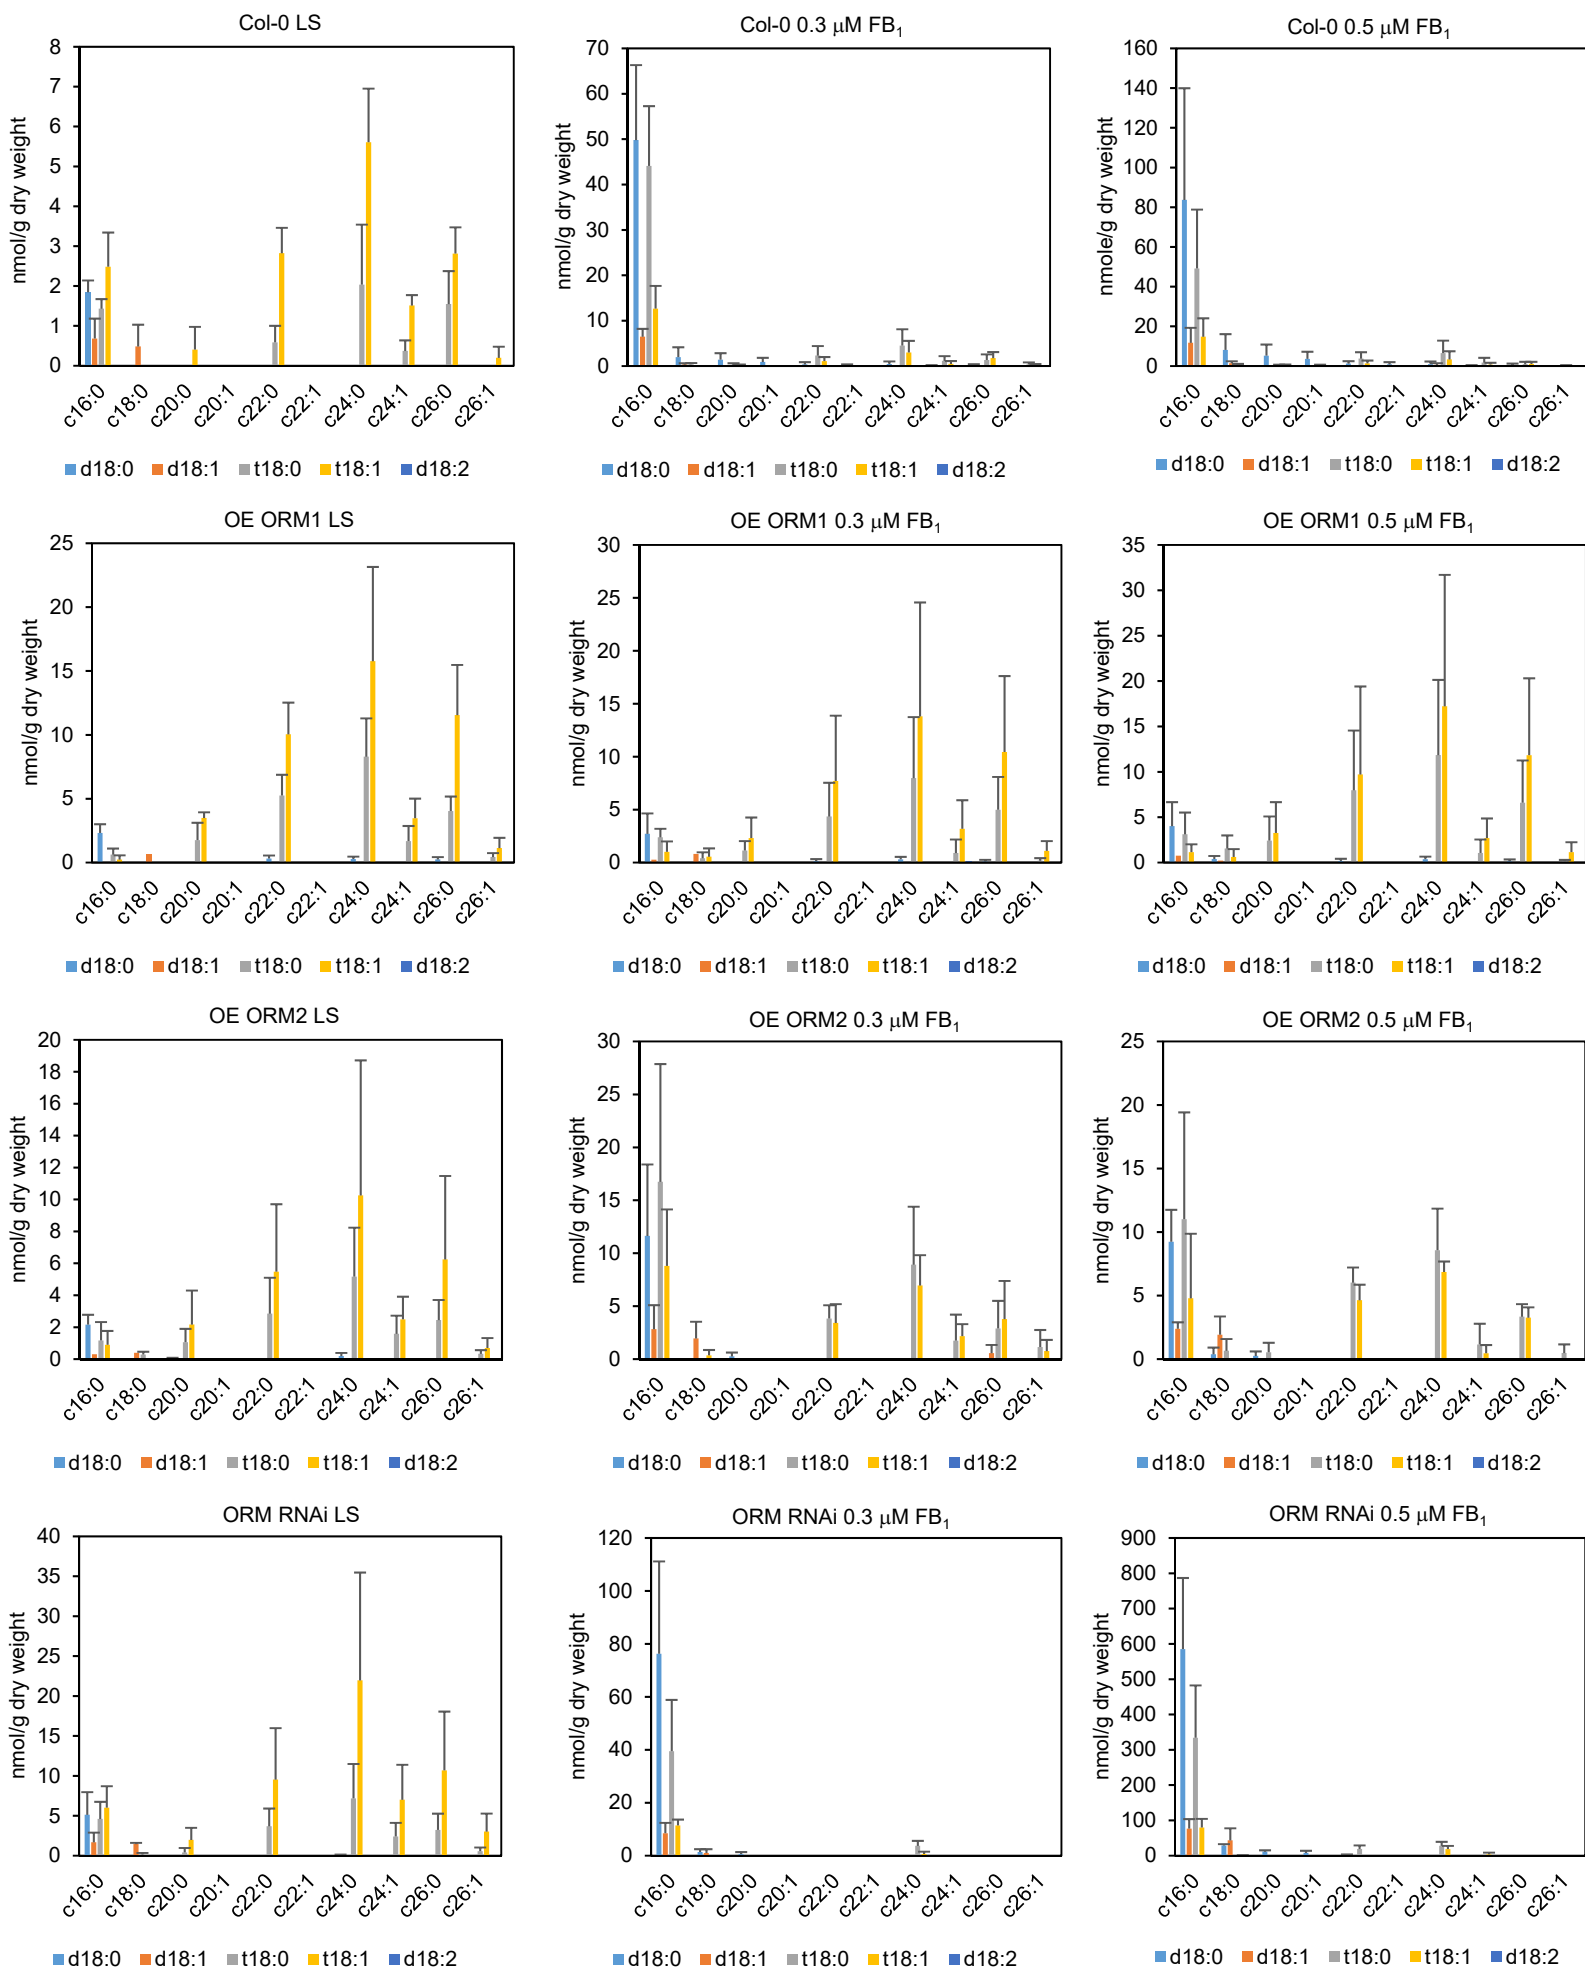 Col-0 LS
nmol/g dry weight
8
7
6
5
4
3
2
1
0
c16:0 c18:0 c20:0 c20:1 c22:0 c22:1 c24:0 c24:1 c26:0 c26:1
d18:0 d18:1 t18:0 t18:1 d18:2
Col-0 0.3 μM FB₁
nmol/g dry weight
70
60
50
40
30
20
10
0
c16:0 c18:0 c20:0 c20:1 c22:0 c22:1 c24:0 c24:1 c26:0 c26:1
d18:0 d18:1 t18:0 t18:1 d18:2
Col-0 0.5 μM FB₁
nmole/g dry weight
160
140
120
100
80
60
40
20
0
c16:0 c18:0 c20:0 c20:1 c22:0 c22:1 c24:0 c24:1 c26:0 c26:1
d18:0 d18:1 t18:0 t18:1 d18:2
OE ORM1 LS
nmol/g dry weight
25
20
15
10
5
0
c16:0 c18:0 c20:0 c20:1 c22:0 c22:1 c24:0 c24:1 c26:0 c26:1
d18:0 d18:1 t18:0 t18:1 d18:2
OE ORM1 0.3 μM FB₁
nmol/g dry weight
30
25
20
15
10
5
0
c16:0 c18:0 c20:0 c20:1 c22:0 c22:1 c24:0 c24:1 c26:0 c26:1
d18:0 d18:1 t18:0 t18:1 d18:2
OE ORM1 0.5 μM FB₁
nmol/g dry weight
35
30
25
20
15
10
5
0
c16:0 c18:0 c20:0 c20:1 c22:0 c22:1 c24:0 c24:1 c26:0 c26:1
d18:0 d18:1 t18:0 t18:1 d18:2
OE ORM2 LS
nmol/g dry weight
20
18
16
14
12
10
8
6
4
2
0
c16:0 c18:0 c20:0 c20:1 c22:0 c22:1 c24:0 c24:1 c26:0 c26:1
d18:0 d18:1 t18:0 t18:1 d18:2
OE ORM2 0.3 μM FB₁
nmol/g dry weight
30
25
20
15
10
5
0
c16:0 c18:0 c20:0 c20:1 c22:0 c22:1 c24:0 c24:1 c26:0 c26:1
d18:0 d18:1 t18:0 t18:1 d18:2
OE ORM2 0.5 μM FB₁
nmol/g dry weight
25
20
15
10
5
0
c16:0 c18:0 c20:0 c20:1 c22:0 c22:1 c24:0 c24:1 c26:0 c26:1
d18:0 d18:1 t18:0 t18:1 d18:2
ORM RNAi LS
nmol/g dry weight
40
35
30
25
20
15
10
5
0
c16:0 c18:0 c20:0 c20:1 c22:0 c22:1 c24:0 c24:1 c26:0 c26:1
d18:0 d18:1 t18:0 t18:1 d18:2
ORM RNAi 0.3 μM FB₁
nmol/g dry weight
120
100
80
60
40
20
0
c16:0 c18:0 c20:0 c20:1 c22:0 c22:1 c24:0 c24:1 c26:0 c26:1
d18:0 d18:1 t18:0 t18:1 d18:2
ORM RNAi 0.5 μM FB₁
nmol/g dry weight
900
800
700
600
500
400
300
200
100
0
c16:0 c18:0 c20:0 c20:1 c22:0 c22:1 c24:0 c24:1 c26:0 c26:1
d18:0 d18:1 t18:0 t18:1 d18:2